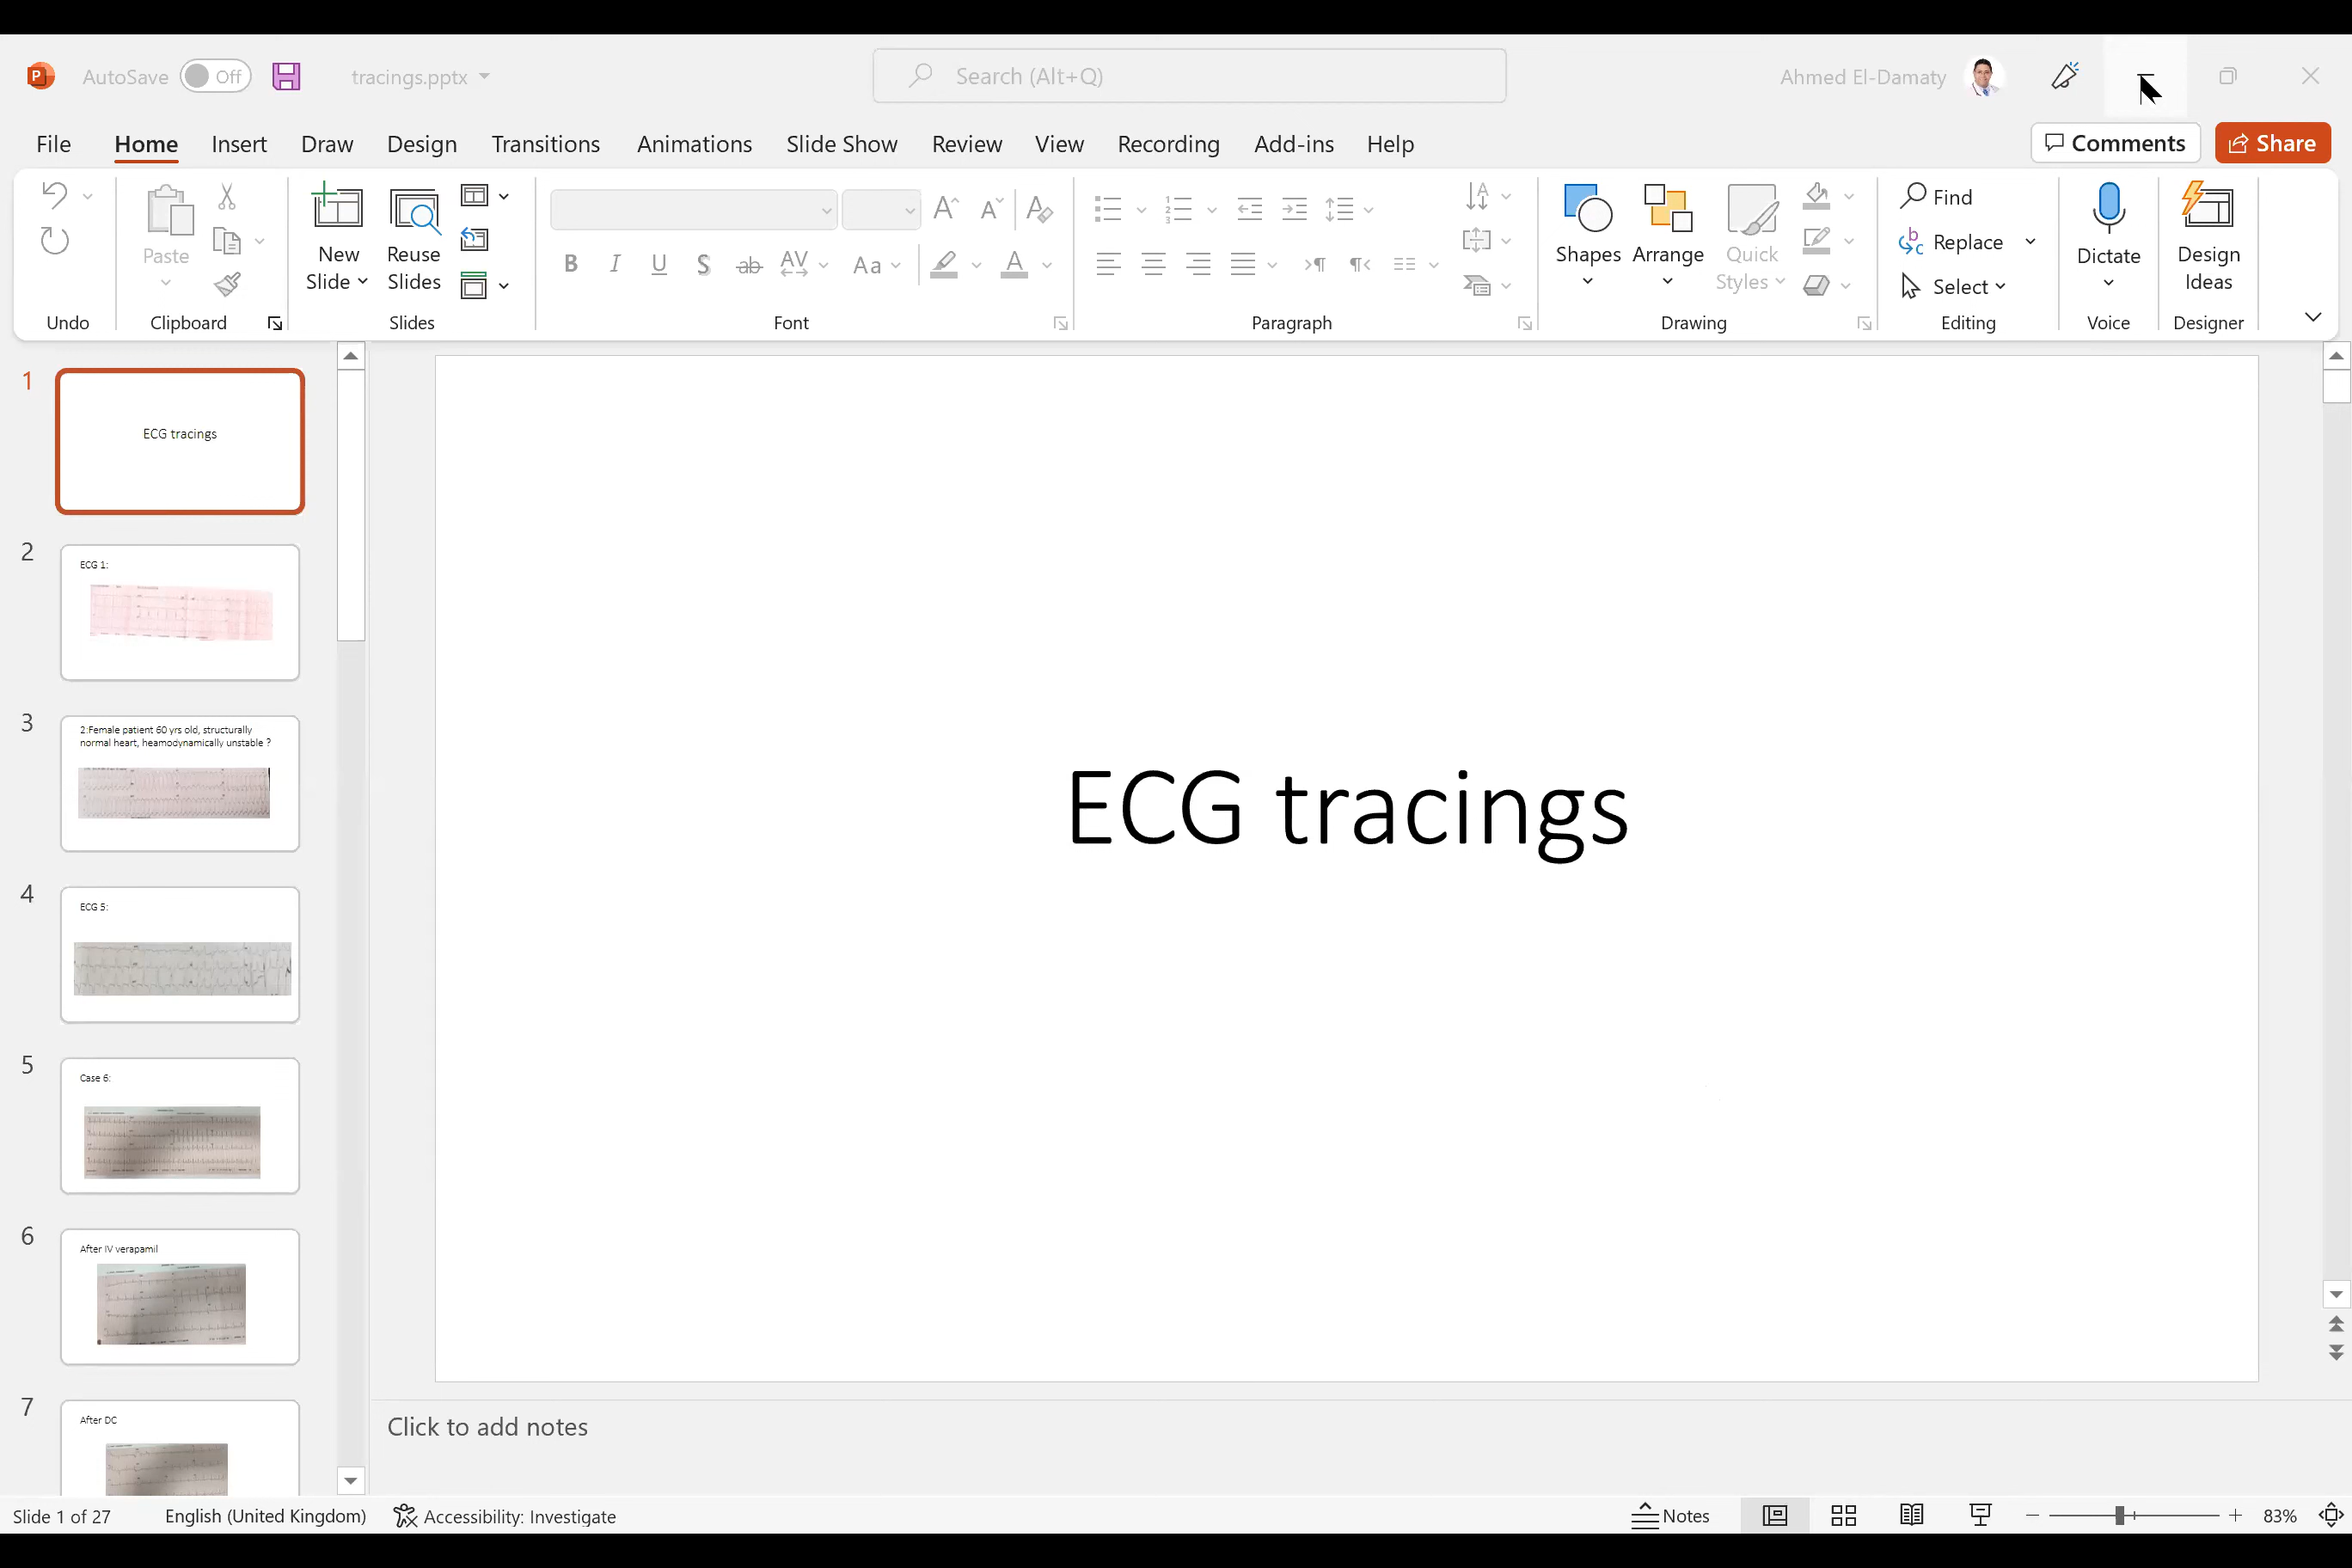 AutoSave Off tracings.pptx Search (Alt+Q) Ahmed El-Damaty
File Home Insert Draw Design Transitions Animations Slide Show Review View Recording Add-ins Help Comments Share
Paste
New Slide
Reuse Slides
Shapes
Arrange
Quick Styles
Find
Replace
Select
Dictate
Design Ideas
Undo Clipboard Slides Font Paragraph Drawing Editing Voice Designer
1
ECG tracings
2
ECG 1:
3
2:Female patient 60 yrs old, structurally
normal heart, heamodynamically unstable ?
4
ECG 5:
5
Case 6:
6
After IV verapamil
7
After DC
ECG tracings
Click to add notes
Slide 1 of 27 English (United Kingdom) Accessibility: Investigate Notes 83%